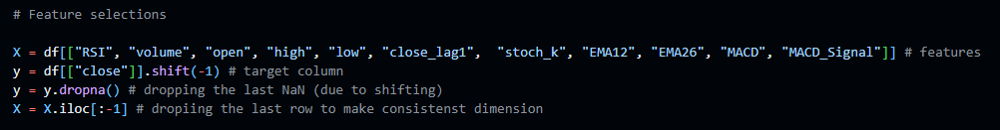 # Feature selections
X = df[["RSI", "volume", "open", "high", "low", "close_lag1",  "stoch_k", "EMA12", "EMA26", "MACD", "MACD_Signal"]] # features
y = df[["close"]].shift(-1) # target column
y = y.dropna() # dropping the last NaN (due to shifting)
X = X.iloc[:-1] # dropiing the last row to make consistenst dimension